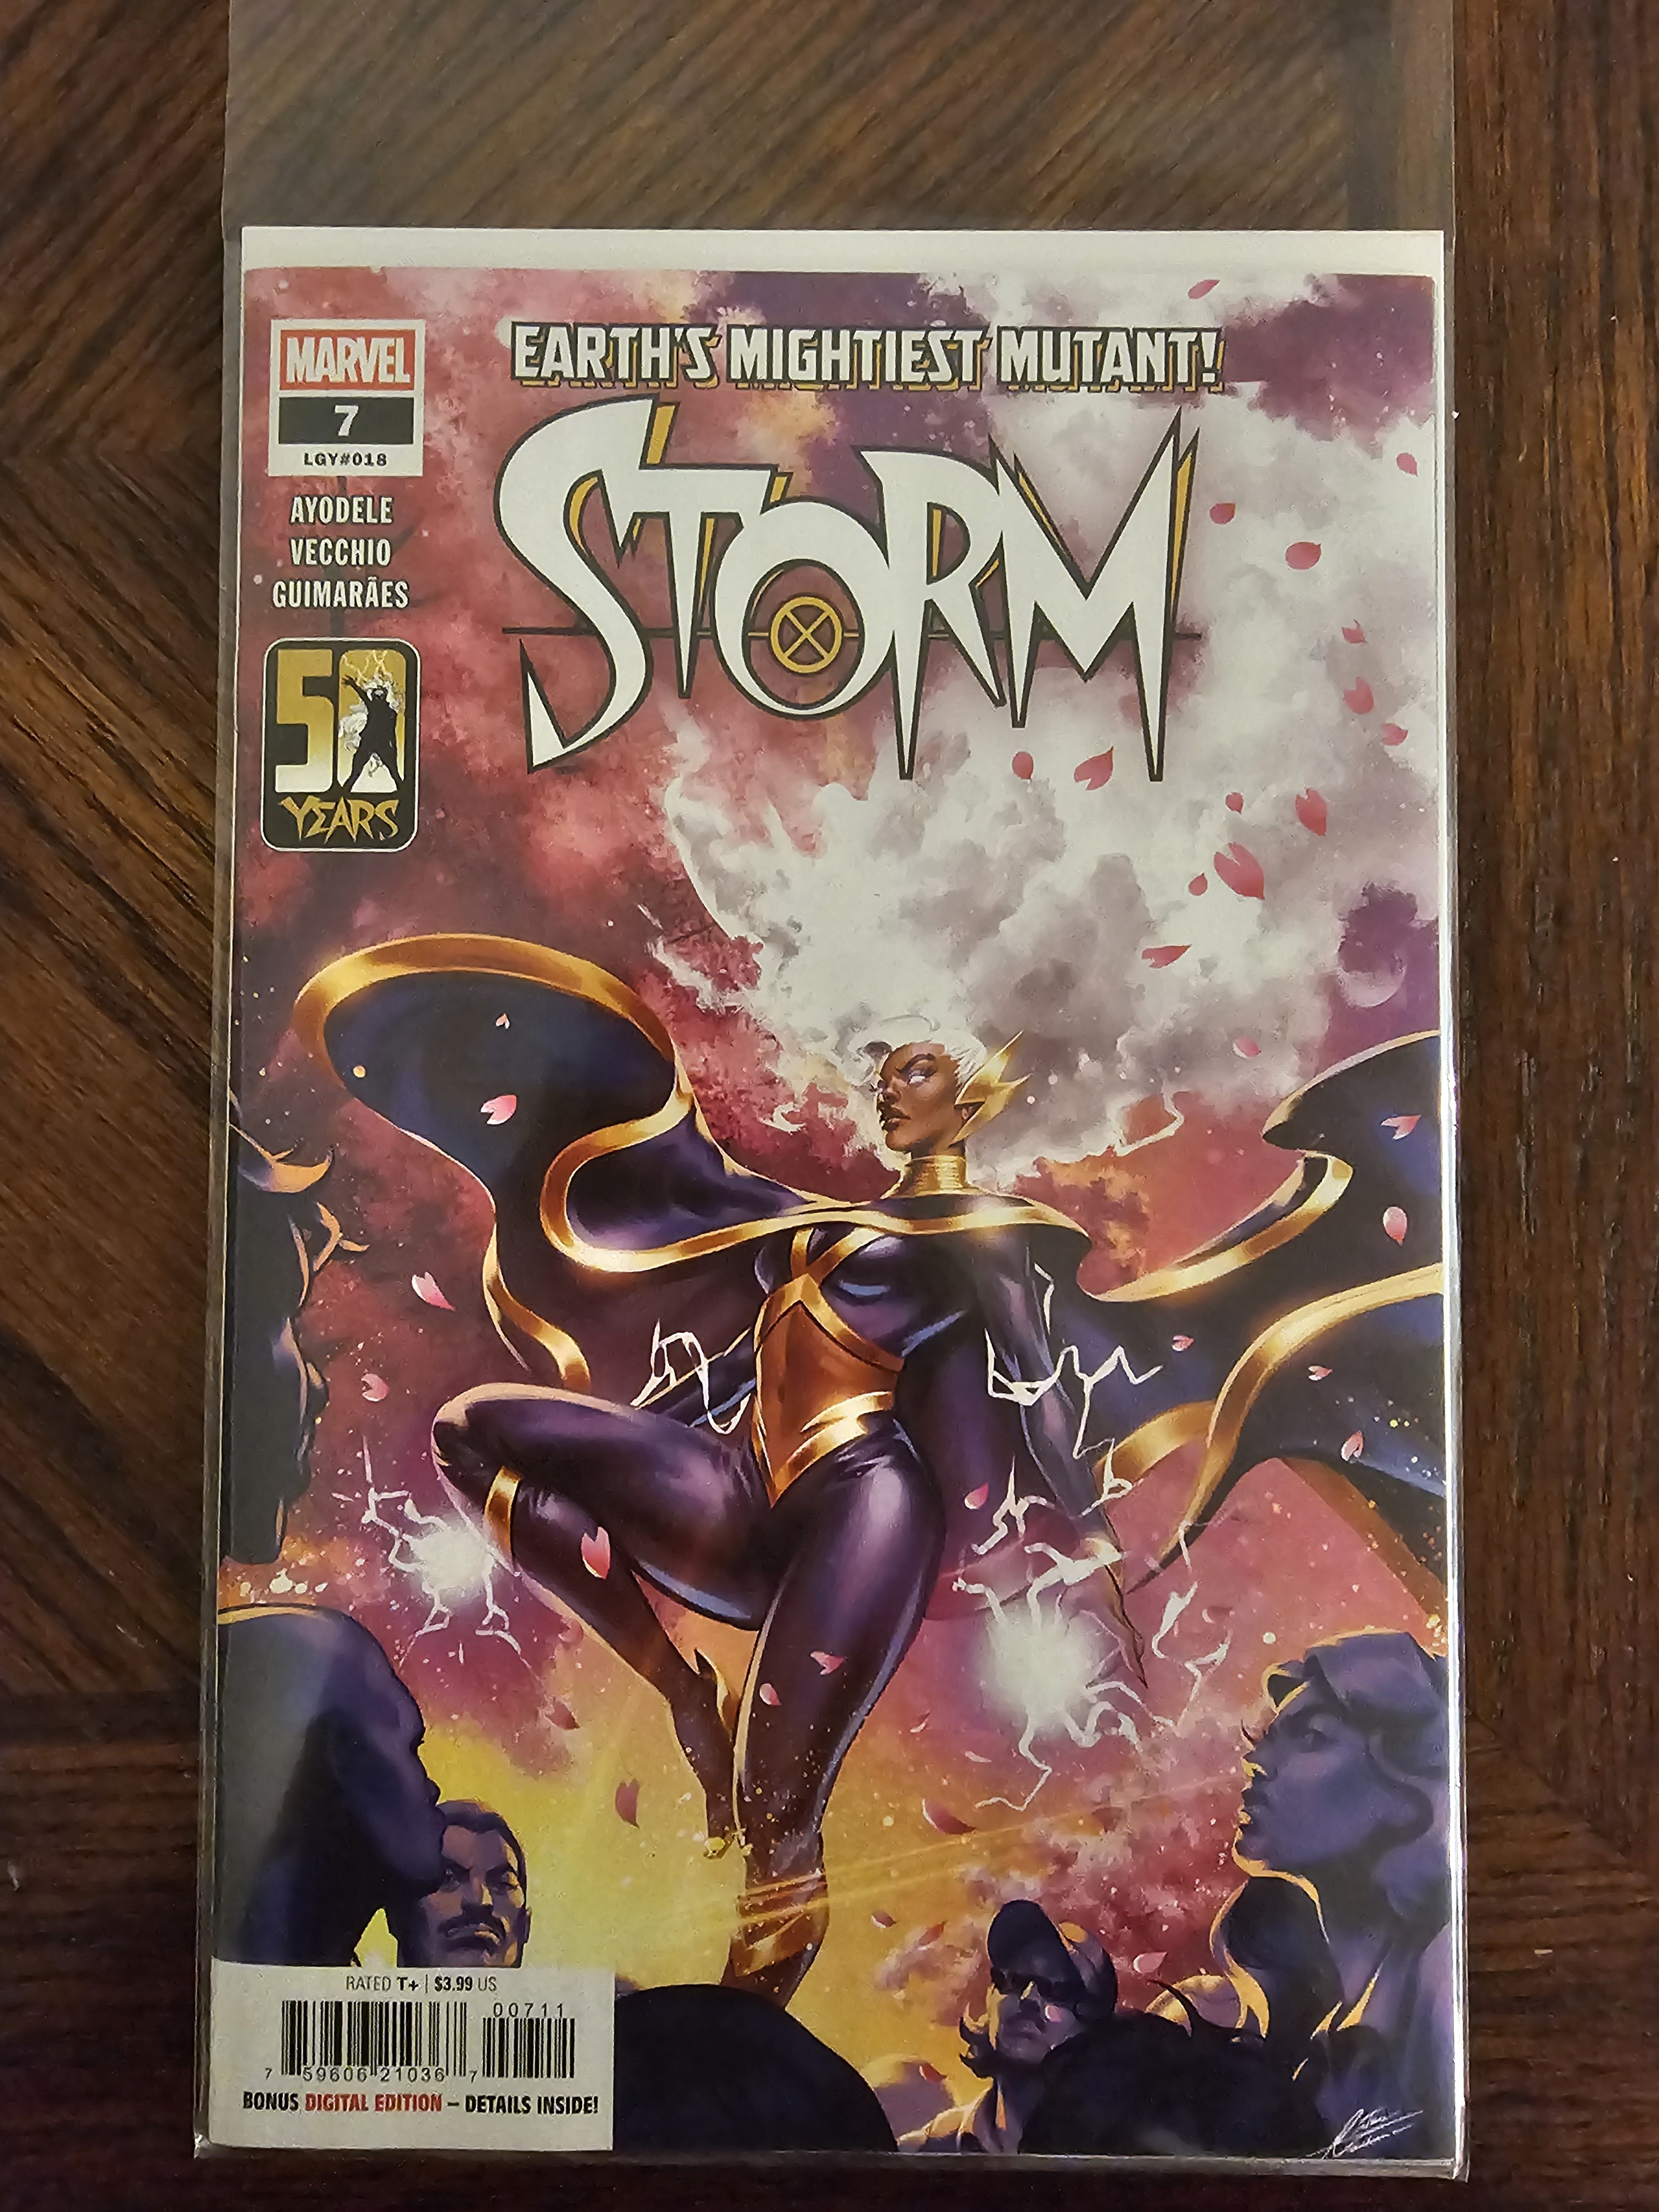 EARTH'S MIGHTIEST MUTANT!
MARVEL
7
LGY#018
STORM
AYODELE
VECCHIO
GUIMARÃES
50
YEARS
RATED T+ | $3.99 US
00711
7 59606 21036 7
BONUS DIGITAL EDITION – DETAILS INSIDE!